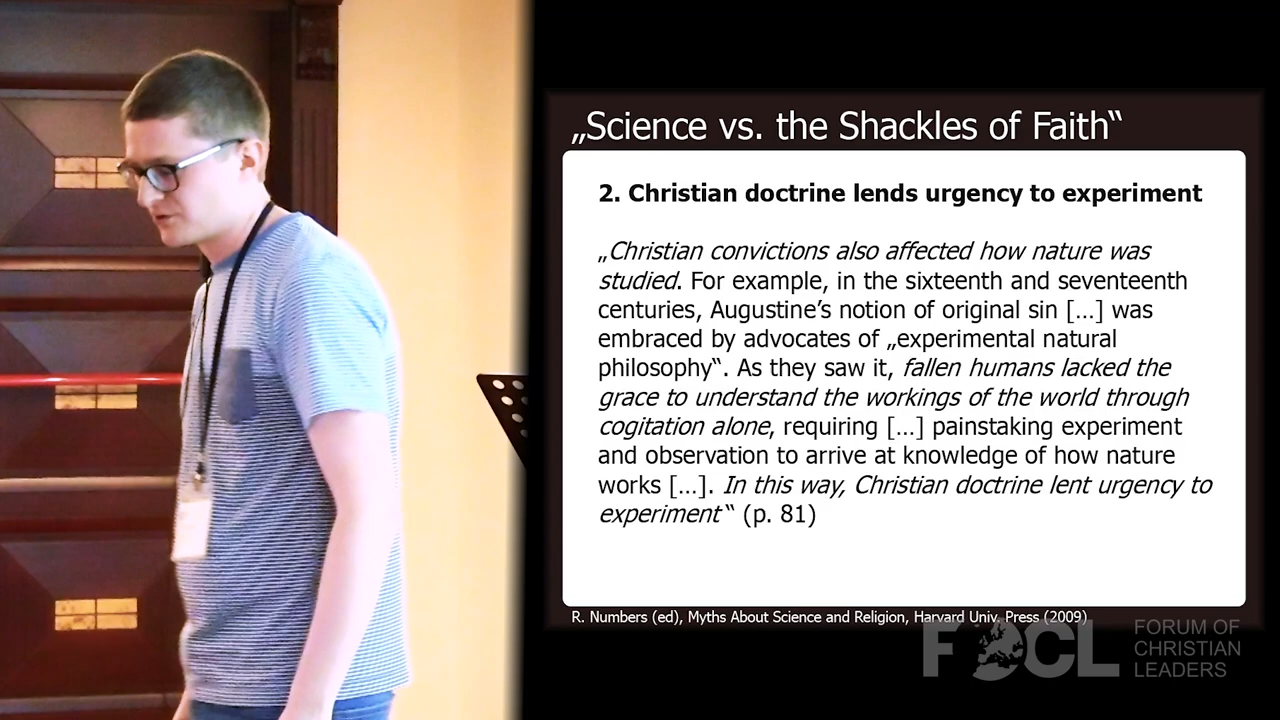 „Science vs. the Shackles of Faith“
2. Christian doctrine lends urgency to experiment
„Christian convictions also affected how nature was
studied. For example, in the sixteenth and seventeenth
centuries, Augustine’s notion of original sin […] was
embraced by advocates of „experimental natural
philosophy“. As they saw it, fallen humans lacked the
grace to understand the workings of the world through
cogitation alone, requiring […] painstaking experiment
and observation to arrive at knowledge of how nature
works […]. In this way, Christian doctrine lent urgency to
experiment“ (p. 81)
R. Numbers (ed), Myths About Science and Religion, Harvard Univ. Press (2009)
FOCL
FORUM OF
CHRISTIAN
LEADERS